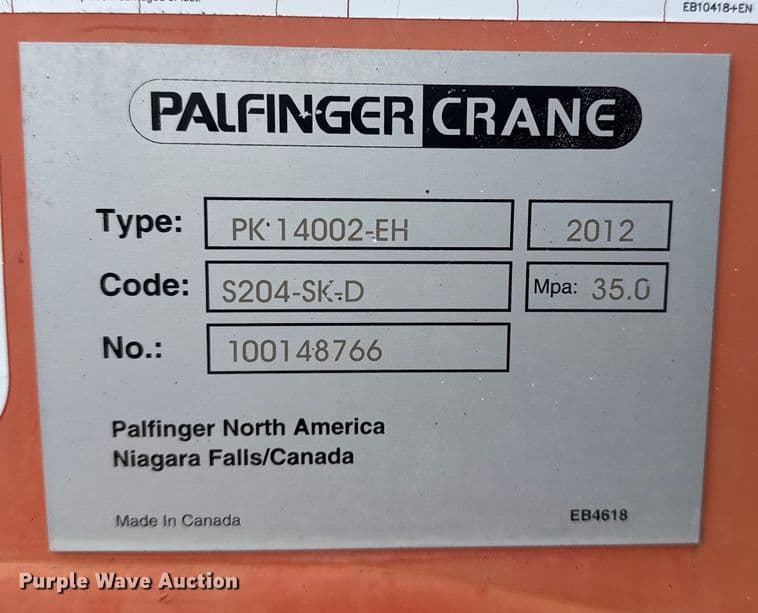 EB10418+EN
PALFINGER CRANE
Type: PK 14002-EH 2012
Code: S204-SK-D Mpa: 35.0
No.: 100148766
Palfinger North America
Niagara Falls/Canada
Made In Canada EB4618
Purple Wave Auction